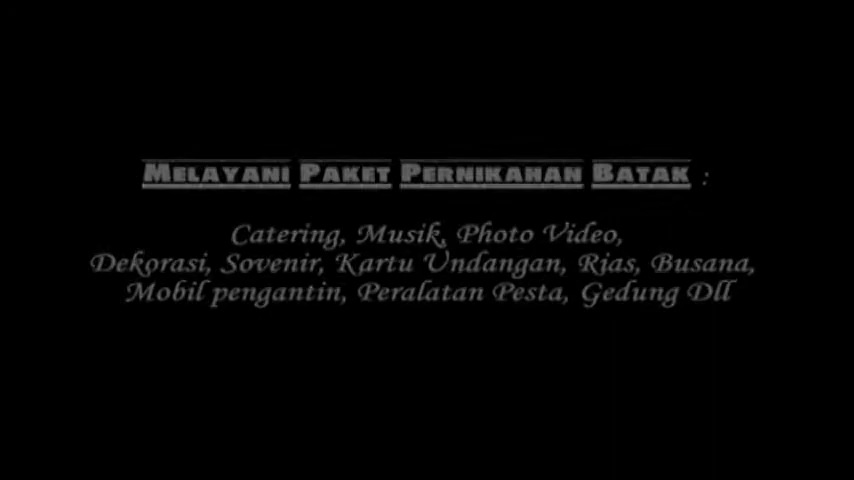 MELAYANI PAKET PERNIKAHAN BATAK :
Catering, Musik, Photo Video,
Dekorasi, Sovenir, Kartu Undangan, Rias, Busana,
Mobil pengantin, Peralatan Pesta, Gedung Dll